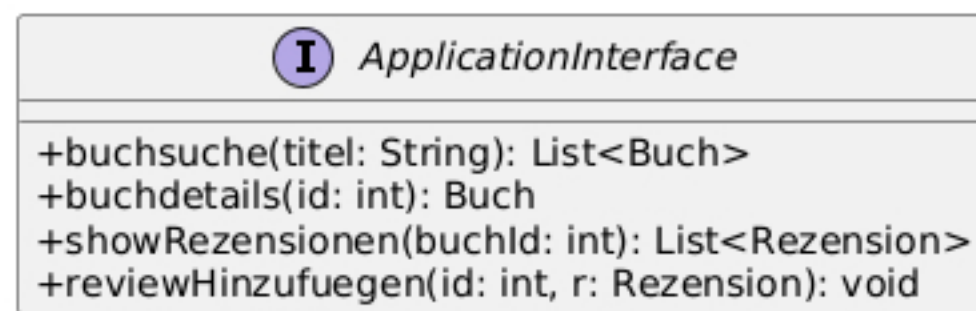 I ApplicationInterface
+buchsuche(titel: String): List<Buch>
+buchdetails(id: int): Buch
+showRezensionen(buchId: int): List<Rezension>
+reviewHinzufuegen(id: int, r: Rezension): void